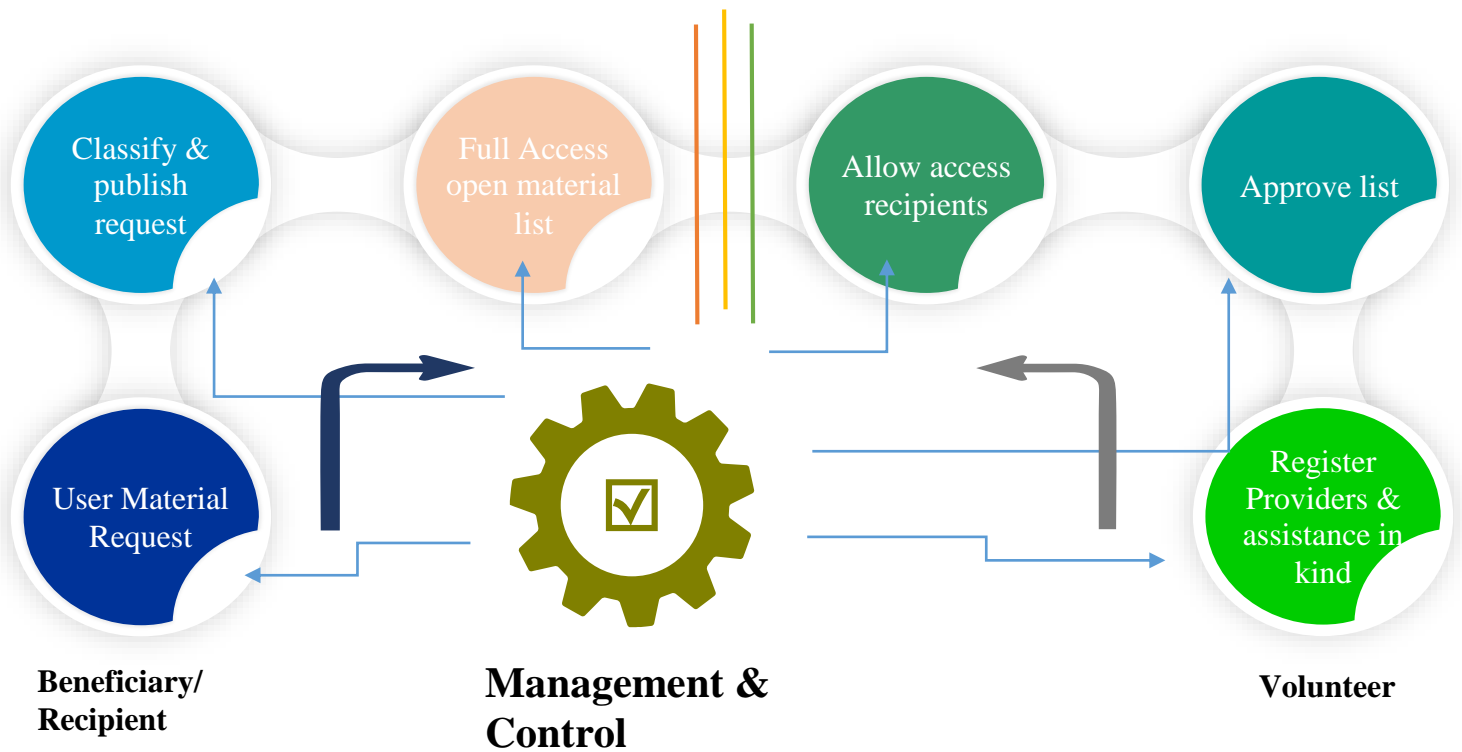 Classify &
publish
request
Full Access
open material
list
Allow access
recipients
Approve list
User Material
Request
Register
Providers &
assistance in
kind
Beneficiary/
Recipient
Management &
Control
Volunteer